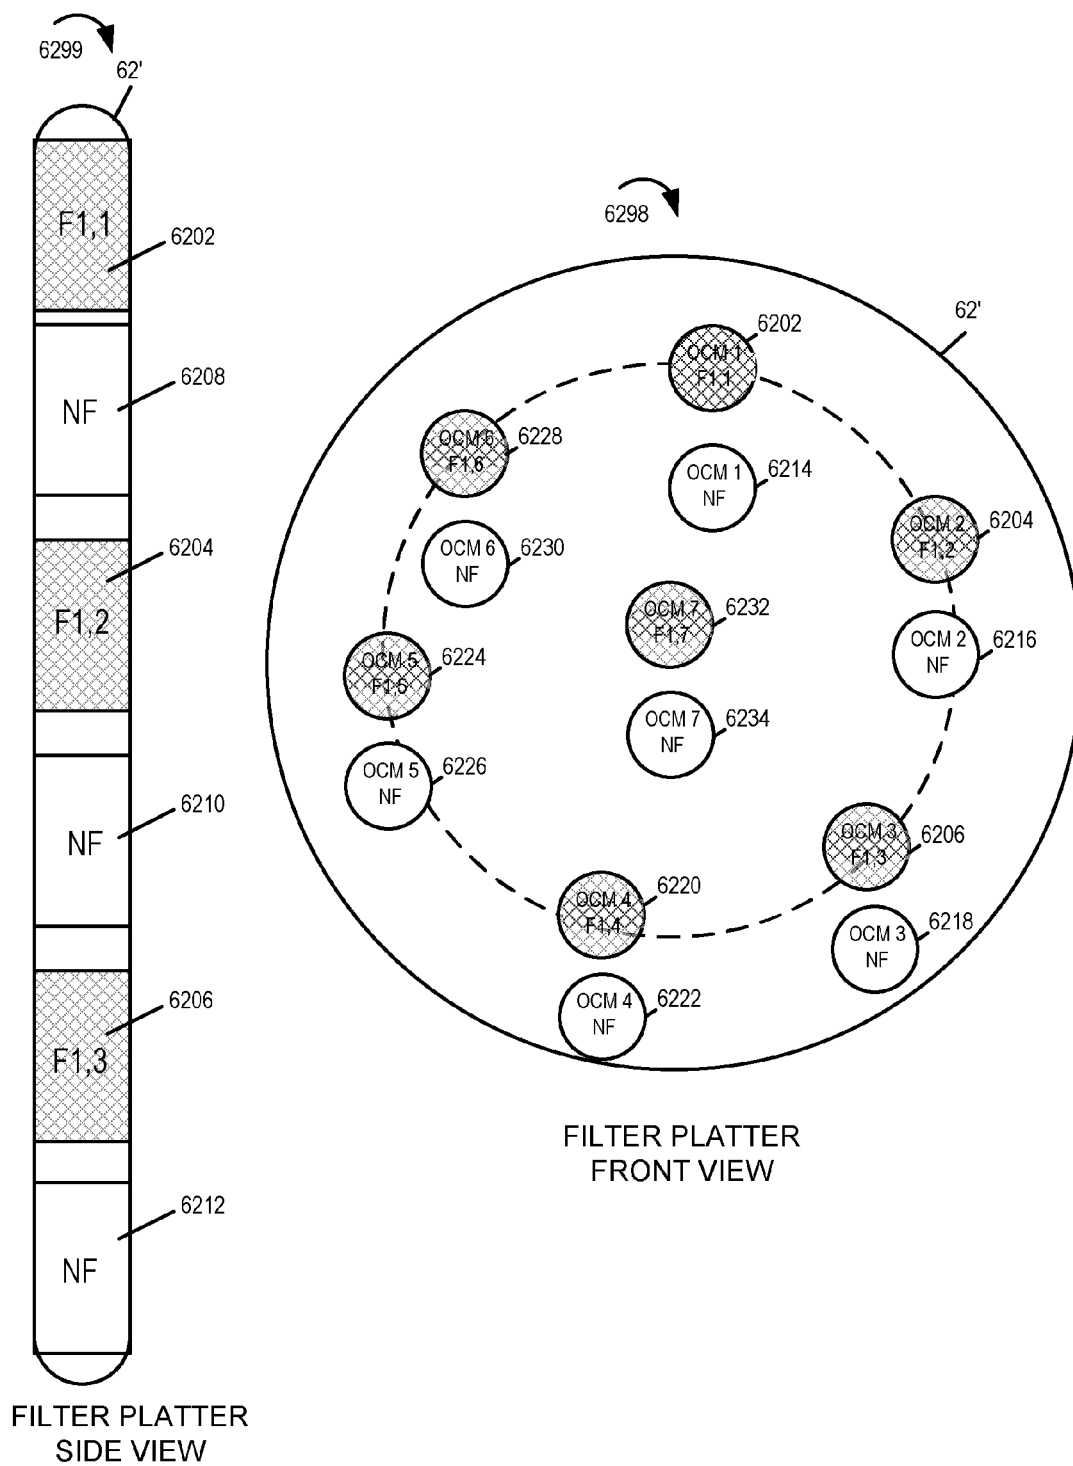 6299
62'
F1,1
6202
6208
NF
6204
F1,2
6210
NF
6206
F1,3
6212
NF
FILTER PLATTER
SIDE VIEW
6298
62'
6202
OCM 1
F1,1
6228
OCM 6
F1,6
6214
OCM 1
NF
6204
OCM 2
F1,2
6230
OCM 6
NF
6232
OCM 7
F1,7
6216
OCM 2
NF
6224
OCM 5
F1,5
6234
OCM 7
NF
6226
OCM 5
NF
6206
OCM 3
F1,3
6220
OCM 4
F1,4
6218
OCM 3
NF
6222
OCM 4
NF
FILTER PLATTER
FRONT VIEW